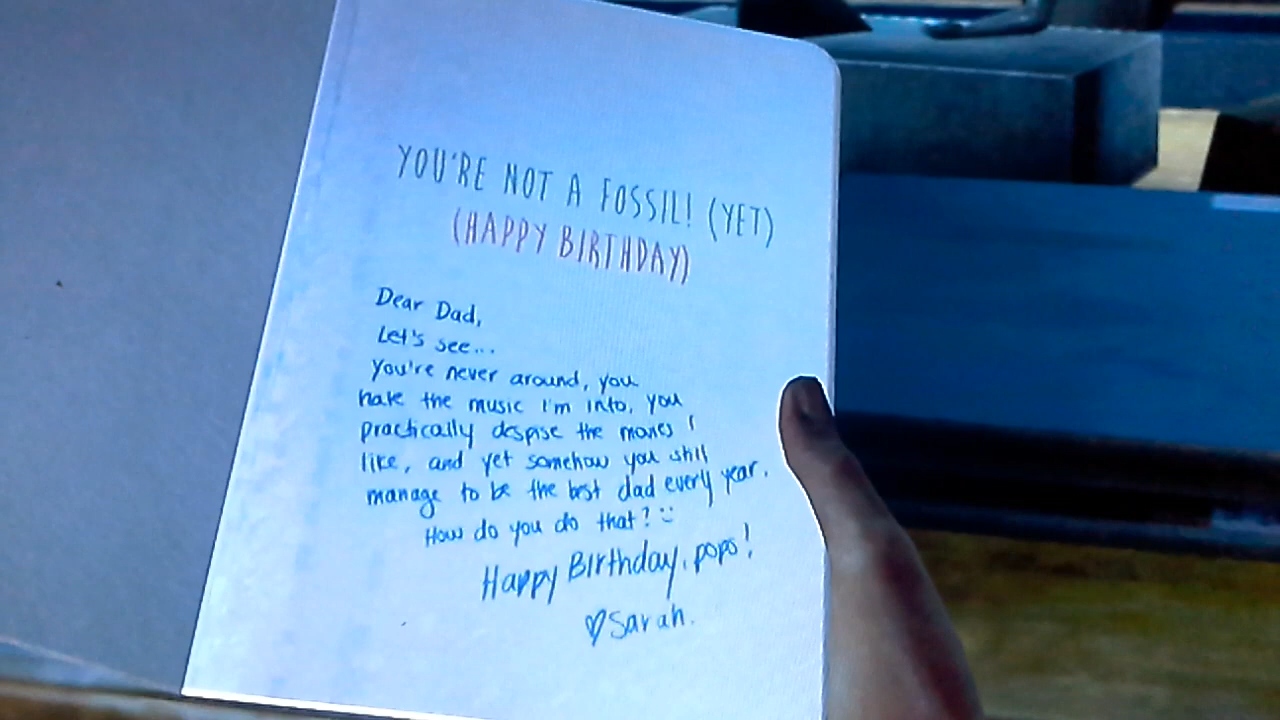 YOU'RE NOT A FOSSIL! (YET)
(HAPPY BIRTHDAY)
Dear Dad,
Let's see...
You're never around, you
hate the music I'm into, you
practically despise the movies I
like, and yet somehow you still
manage to be the best dad every year.
How do you do that? :)
Happy Birthday, pops!
♡Sarah.